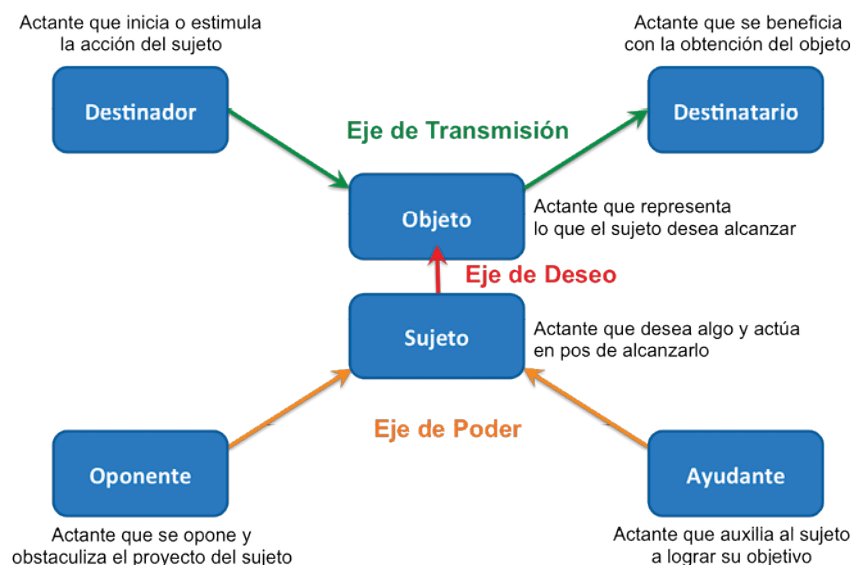 Actante que inicia o estimula
la acción del sujeto
Destinador
Actante que se beneficia
con la obtención del objeto
Destinatario
Eje de Transmisión
Objeto
Actante que representa
lo que el sujeto desea alcanzar
Eje de Deseo
Sujeto
Actante que desea algo y actúa
en pos de alcanzarlo
Eje de Poder
Oponente
Actante que se opone y
obstaculiza el proyecto del sujeto
Ayudante
Actante que auxilia al sujeto
a lograr su objetivo